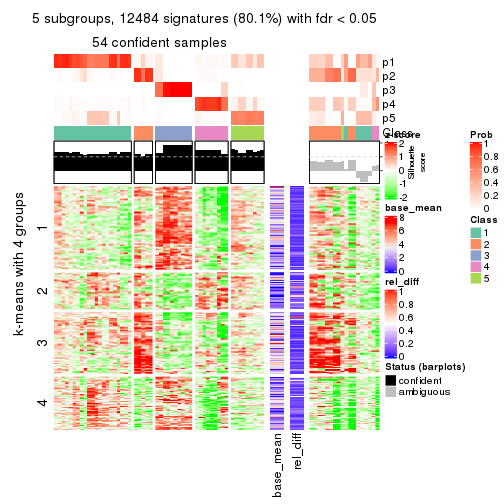 5 subgroups, 12484 signatures (80.1%) with fdr < 0.05
54 confident samples
p1
p2
p3
p4
p5
Class
z-score
2
1
0
-1
-2
Silhouette
score
base_mean
8
6
4
2
0
rel_diff
1
0.8
0.6
0.4
0.2
0
Status (barplots)
confident
ambiguous
Prob
1
0.8
0.6
0.4
0.2
0
Class
1
2
3
4
5
k-means with 4 groups
1
2
3
4
base_mean
rel_diff